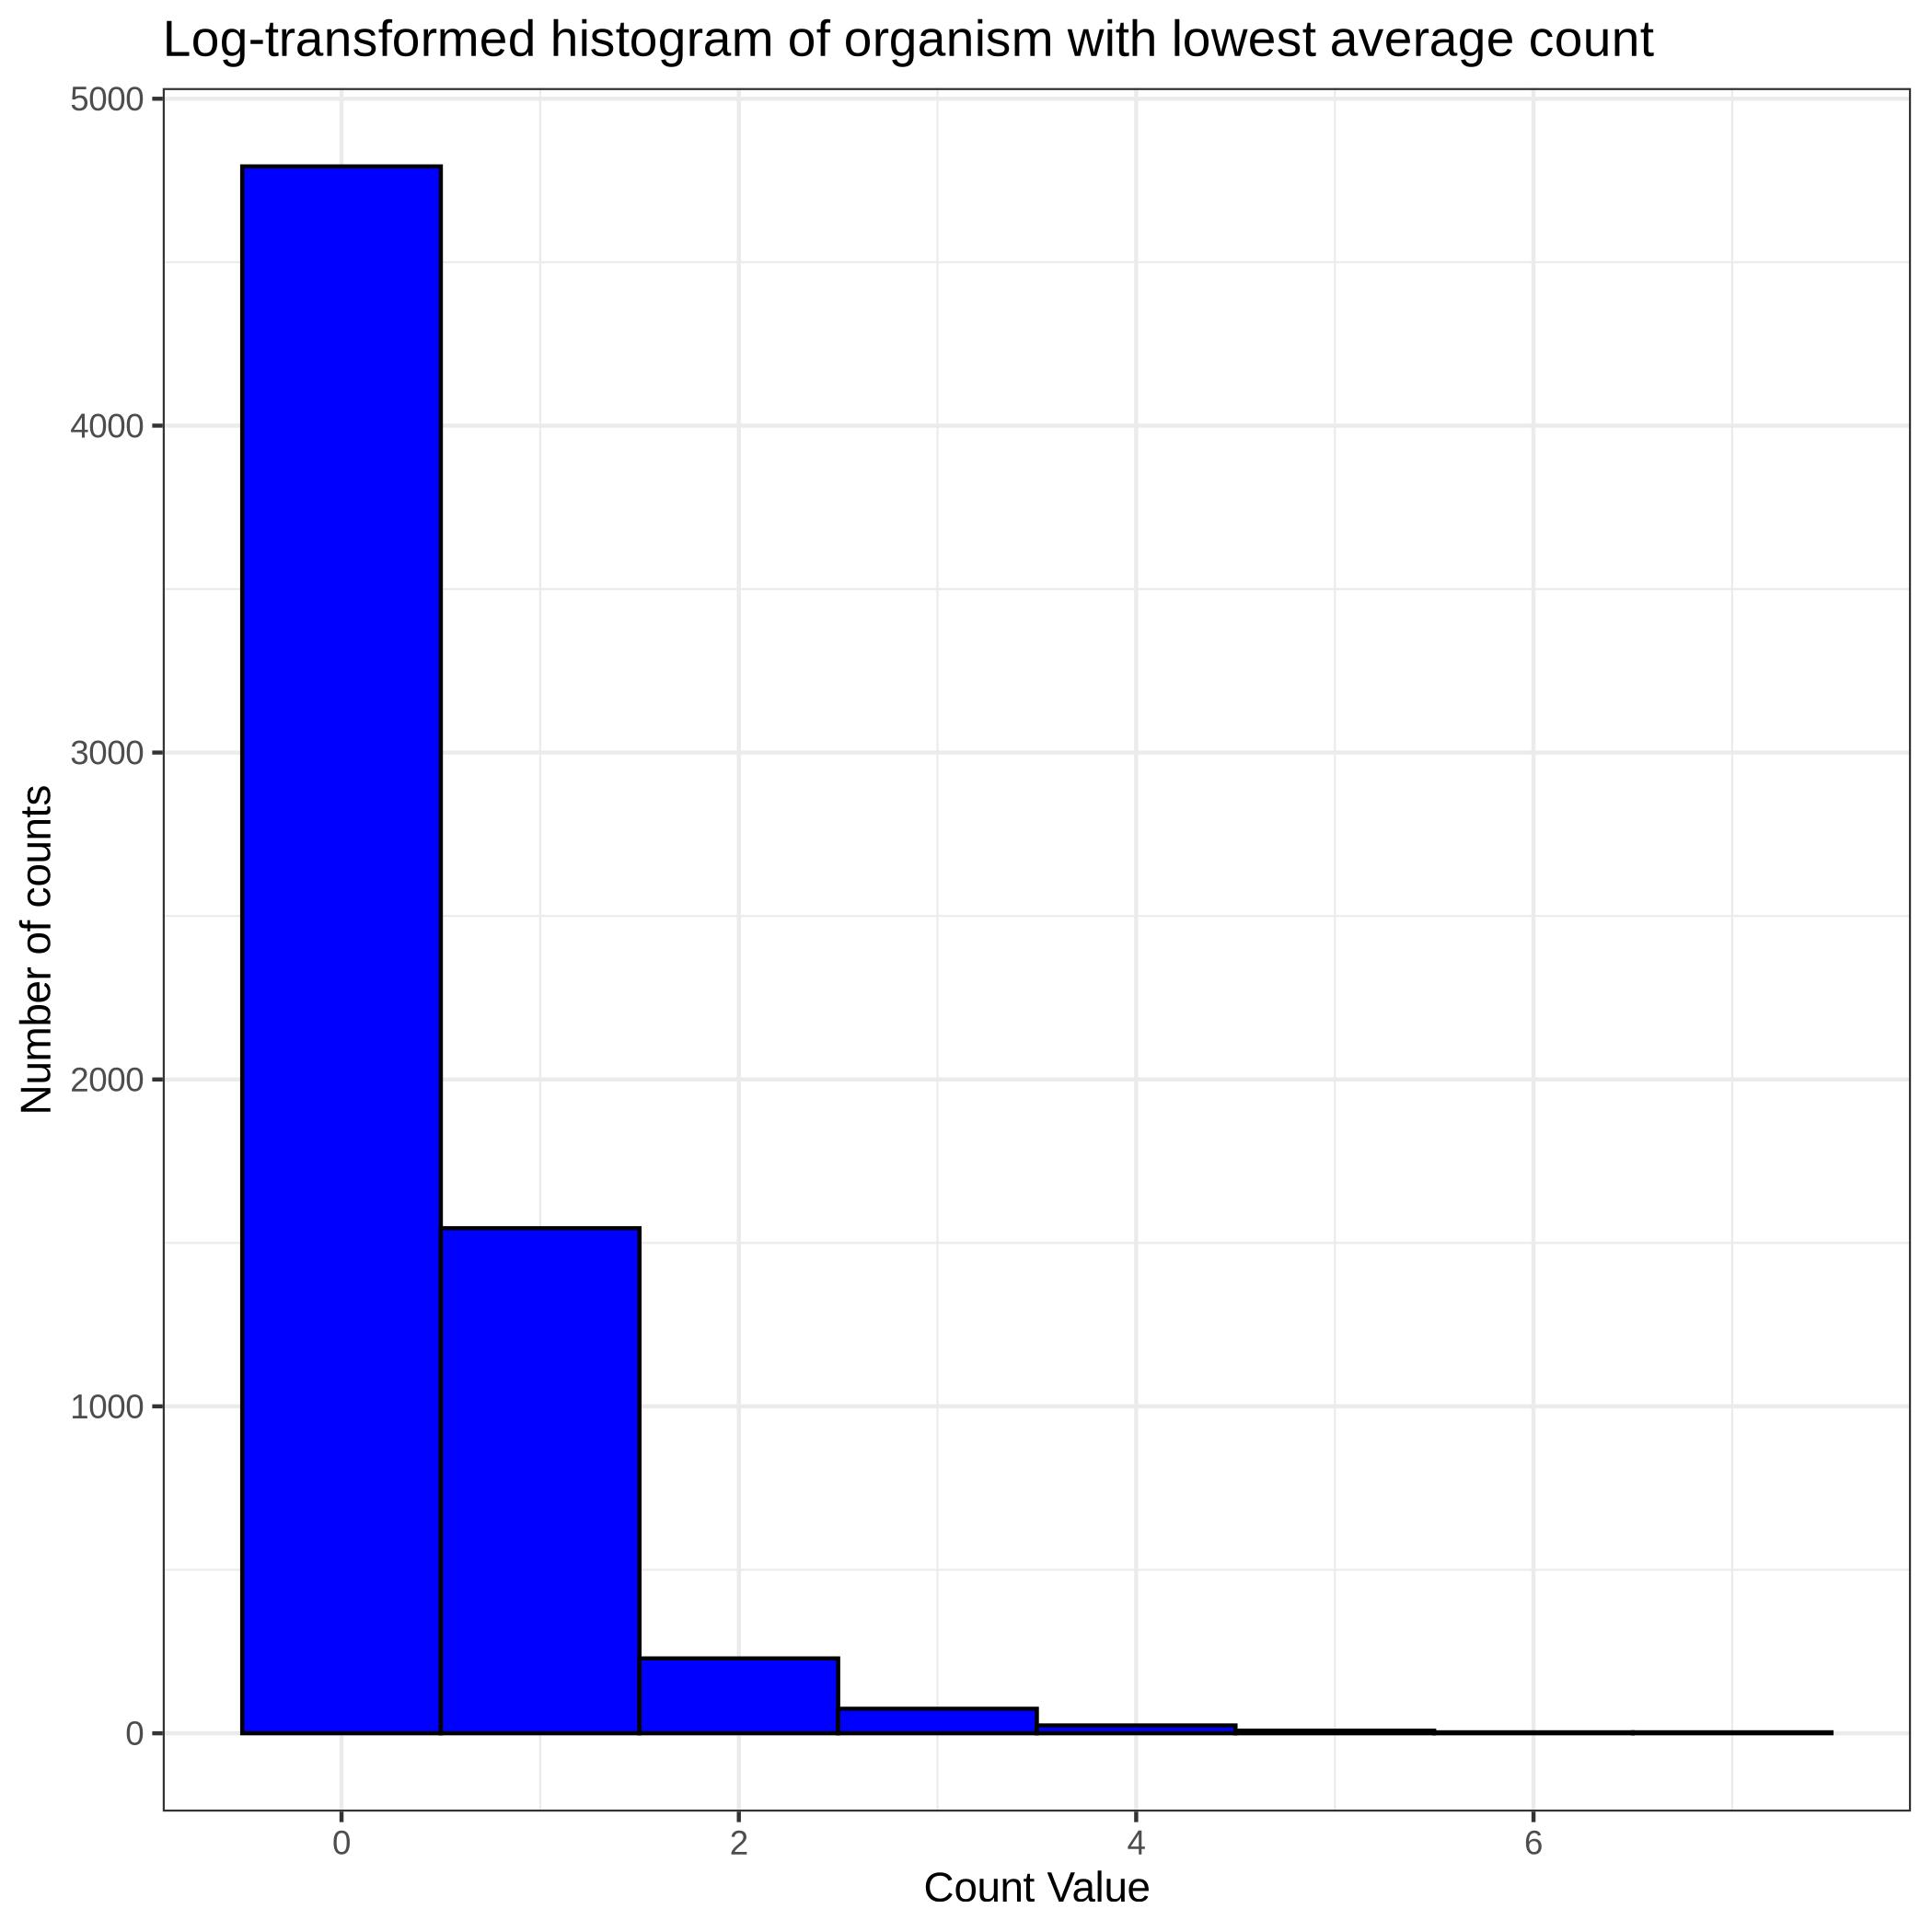 Log-transformed histogram of organism with lowest average count
5000
4000
3000
2000
1000
0
Number of counts
0 2 4 6
Count Value